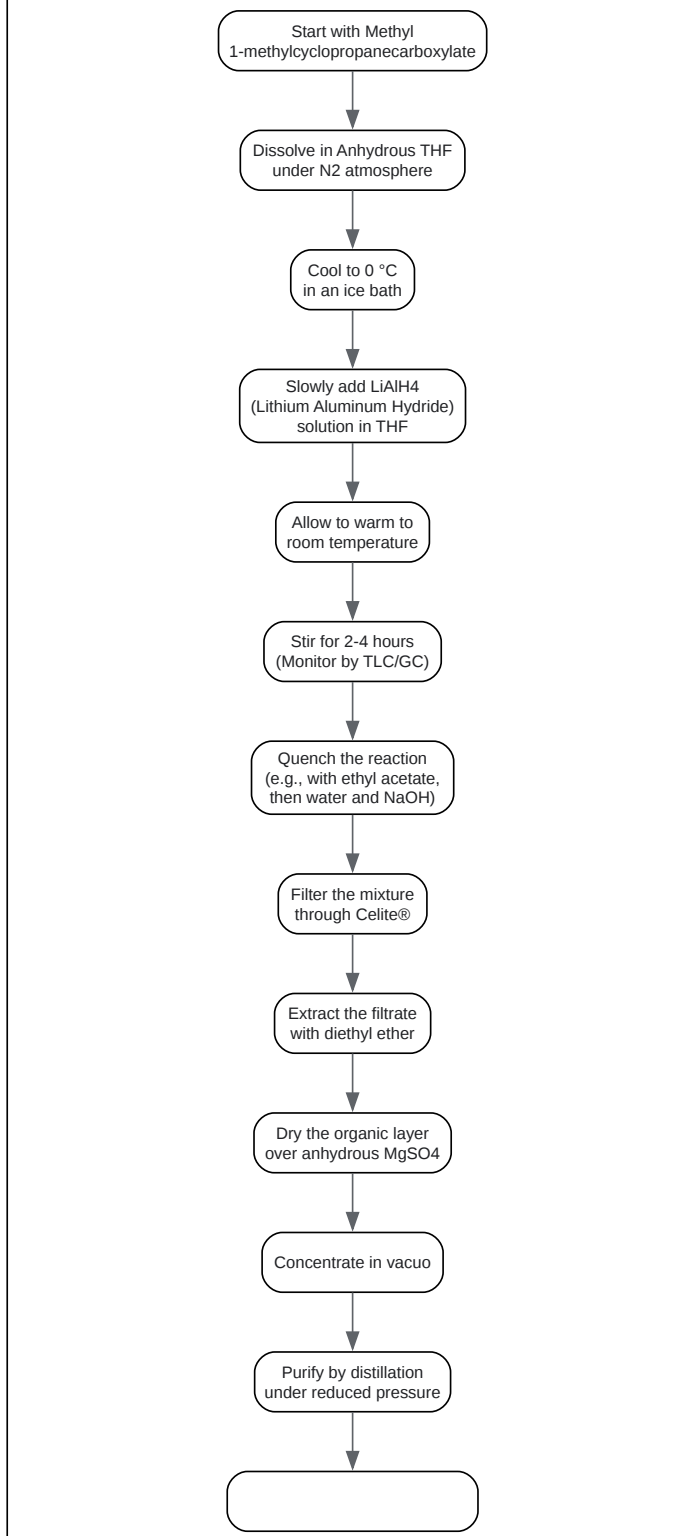 Start with Methyl
1-methylcyclopropanecarboxylate
Dissolve in Anhydrous THF
under N2 atmosphere
Cool to 0 °C
in an ice bath
Slowly add LiAlH4
(Lithium Aluminum Hydride)
solution in THF
Allow to warm to
room temperature
Stir for 2-4 hours
(Monitor by TLC/GC)
Quench the reaction
(e.g., with ethyl acetate,
then water and NaOH)
Filter the mixture
through Celite®
Extract the filtrate
with diethyl ether
Dry the organic layer
over anhydrous MgSO4
Concentrate in vacuo
Purify by distillation
under reduced pressure